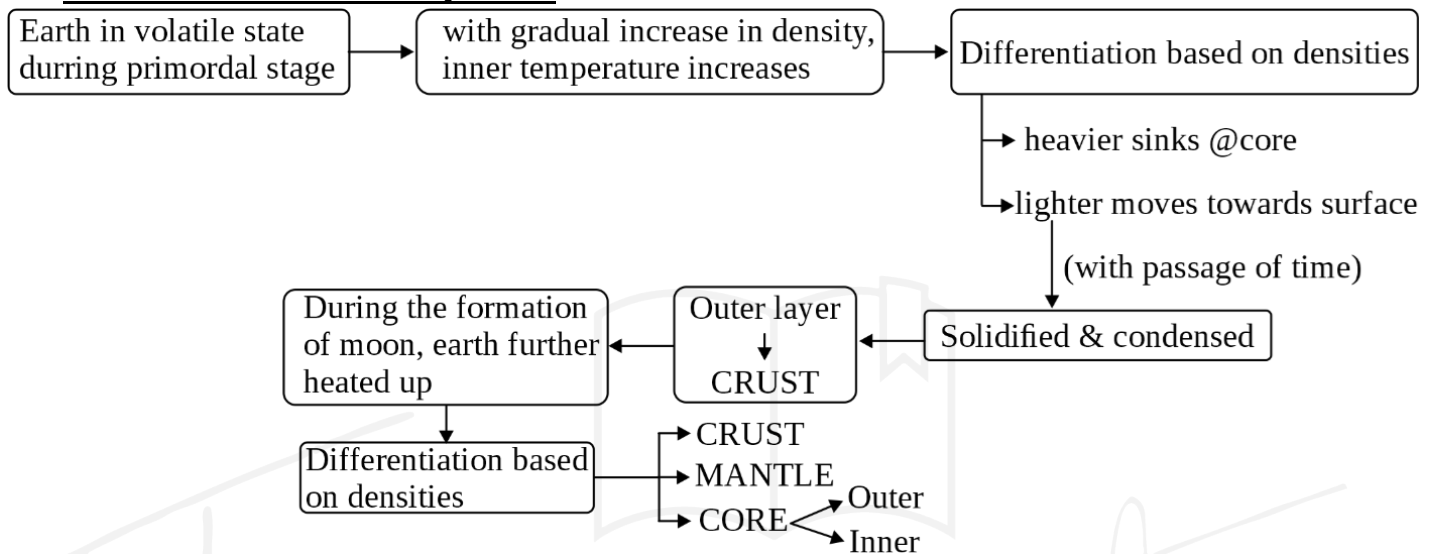 Earth in volatile state
durring primordal stage
with gradual increase in density,
inner temperature increases
Differentiation based on densities
heavier sinks @core
lighter moves towards surface
(with passage of time)
Solidified & condensed
Outer layer
CRUST
During the formation
of moon, earth further
heated up
Differentiation based
on densities
CRUST
MANTLE
CORE
Outer
Inner